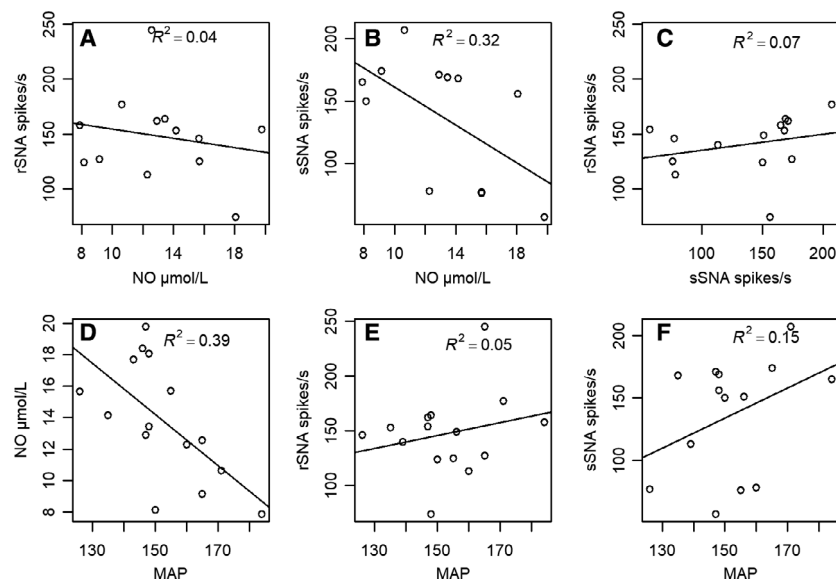 A
R² = 0.04
rSNA spikes/s
250
200
150
100
8
10
12
14
16
18
NO µmol/L
B
R² = 0.32
sSNA spikes/s
200
150
100
8
10
12
14
16
18
NO µmol/L
C
R² = 0.07
rSNA spikes/s
250
200
150
100
100
150
200
sSNA spikes/s
D
R² = 0.39
NO µmol/L
20
18
16
14
12
10
8
130
150
170
MAP
E
R² = 0.05
rSNA spikes/s
250
200
150
100
130
150
170
MAP
F
R² = 0.15
sSNA spikes/s
200
150
100
130
150
170
MAP